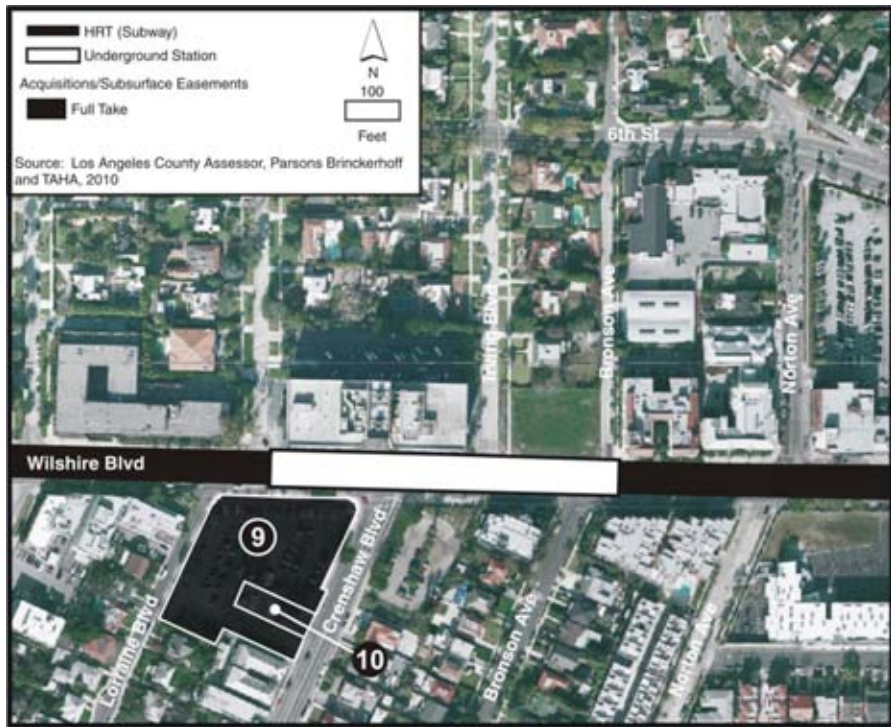 HRT (Subway)
Underground Station
Acquisitions/Subsurface Easements
Full Take
N
100
Feet
Source: Los Angeles County Assessor, Parsons Brinckerhoff
and TAHA, 2010
6th St
Irving Blvd
Bronson Ave
Norton Ave
Wilshire Blvd
9
Crenshaw Blvd
Lorraine Blvd
10
Bronson Ave
Norton Ave